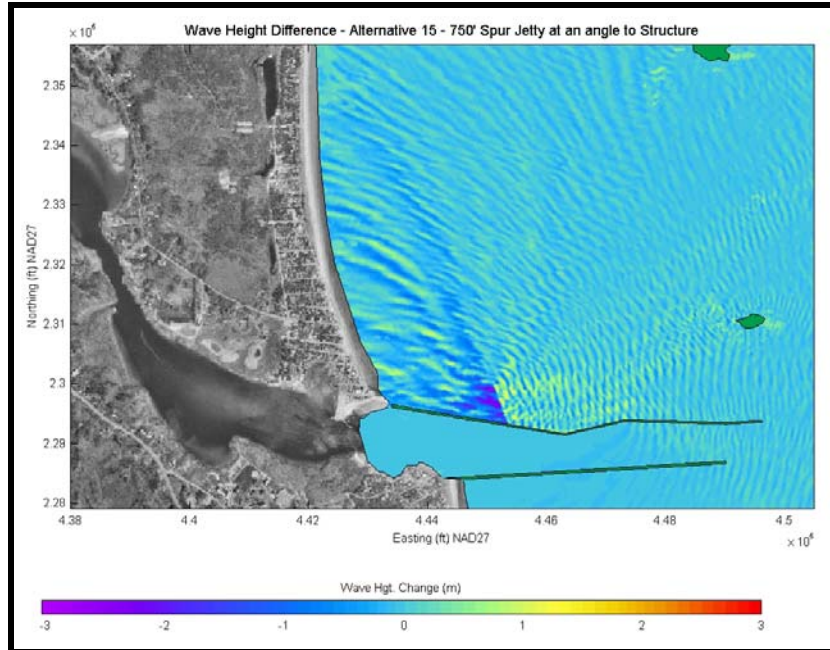 Wave Height Difference - Alternative 15 - 750' Spur Jetty at an angle to Structure
× 10⁶
2.35
2.34
2.33
2.32
2.31
2.3
2.29
2.28
Northing (ft) NAD27
4.38 4.4 4.42 4.44 4.46 4.48 4.5
Easting (ft) NAD27
× 10⁶
Wave Hgt. Change (m)
-3 -2 -1 0 1 2 3